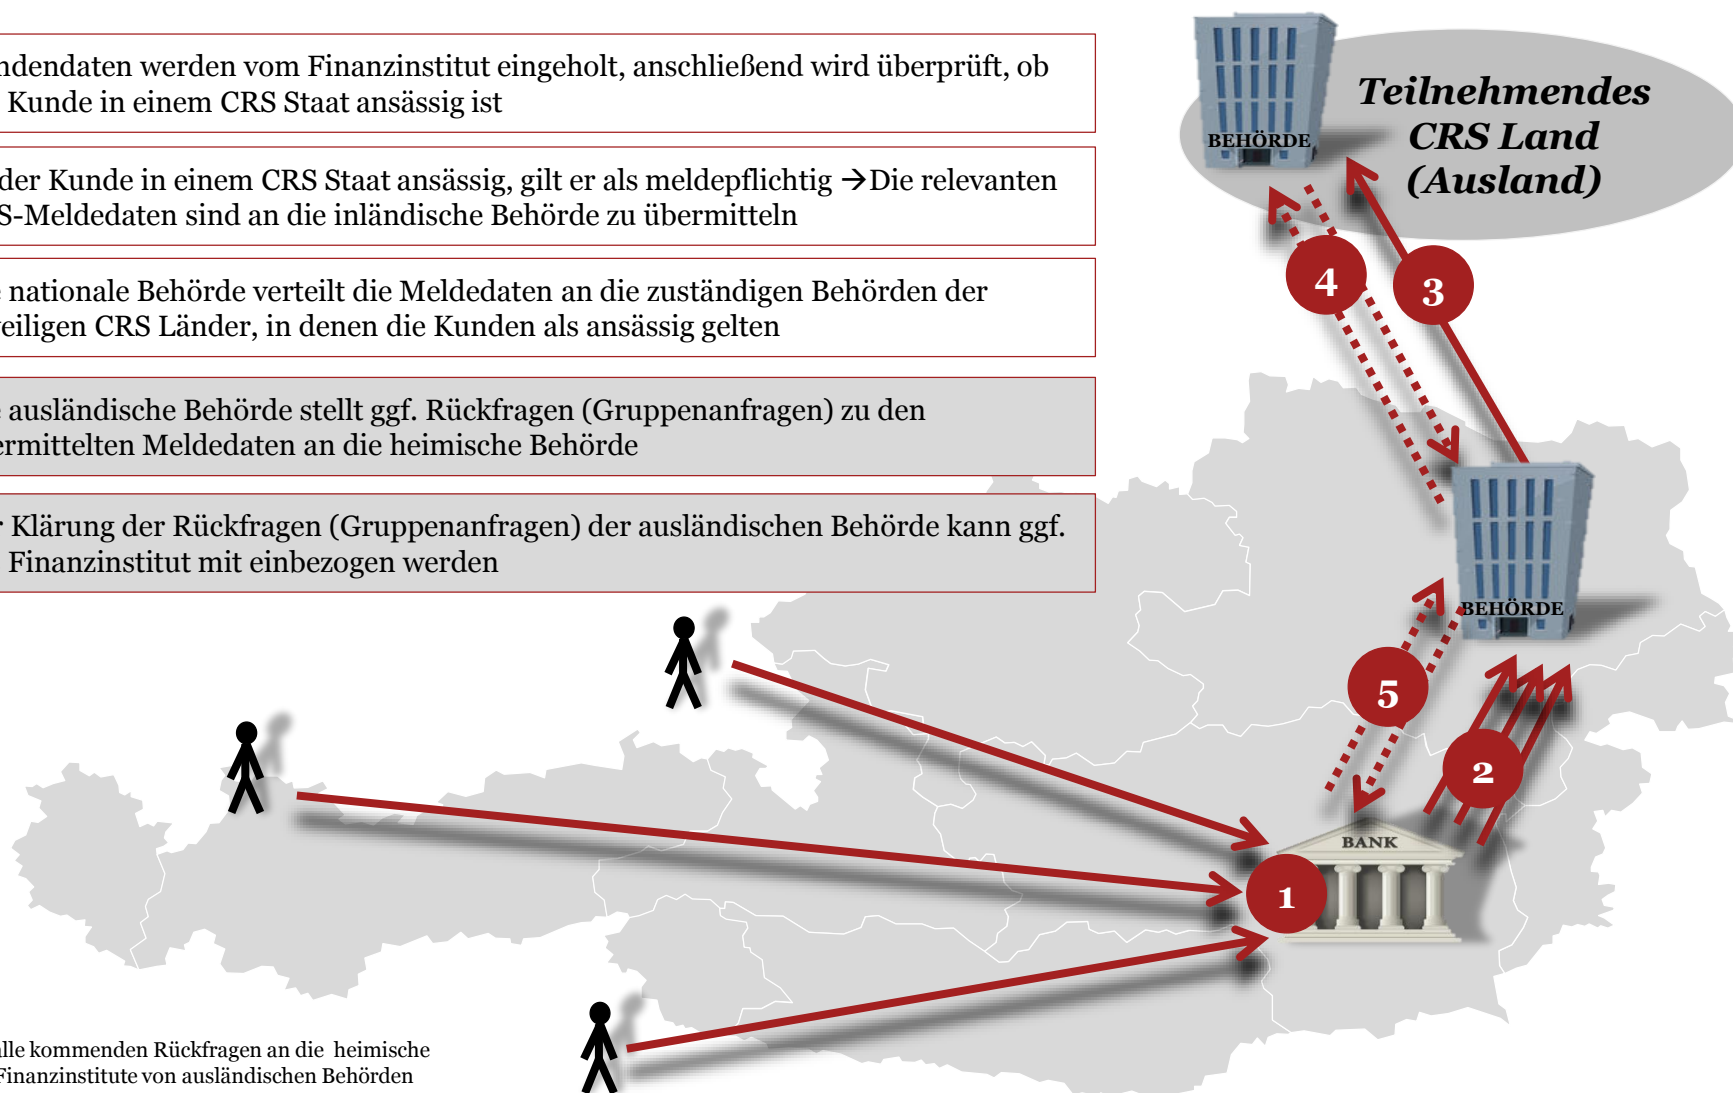 ndendaten werden vom Finanzinstitut eingeholt, anschließend wird überprüft, ob
Kunde in einem CRS Staat ansässig ist
der Kunde in einem CRS Staat ansässig, gilt er als meldepflichtig →Die relevanten
S-Meldedaten sind an die inländische Behörde zu übermitteln
e nationale Behörde verteilt die Meldedaten an die zuständigen Behörden der
veiligen CRS Länder, in denen die Kunden als ansässig gelten
e ausländische Behörde stellt ggf. Rückfragen (Gruppenanfragen) zu den
ermittelten Meldedaten an die heimische Behörde
r Klärung der Rückfragen (Gruppenanfragen) der ausländischen Behörde kann ggf.
Finanzinstitut mit einbezogen werden
alle kommenden Rückfragen an die heimische
Finanzinstitute von ausländischen Behörden
Teilnehmendes
CRS Land
(Ausland)
BEHÖRDE
4
3
BEHÖRDE
5
2
BANK
1